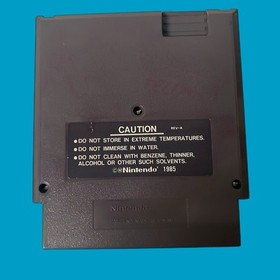 CAUTION REV-A
● DO NOT STORE IN EXTREME TEMPERATURES.
● DO NOT IMMERSE IN WATER.
● DO NOT CLEAN WITH BENZENE, THINNER,
ALCOHOL OR OTHER SUCH SOLVENTS.
©®Nintendo 1985